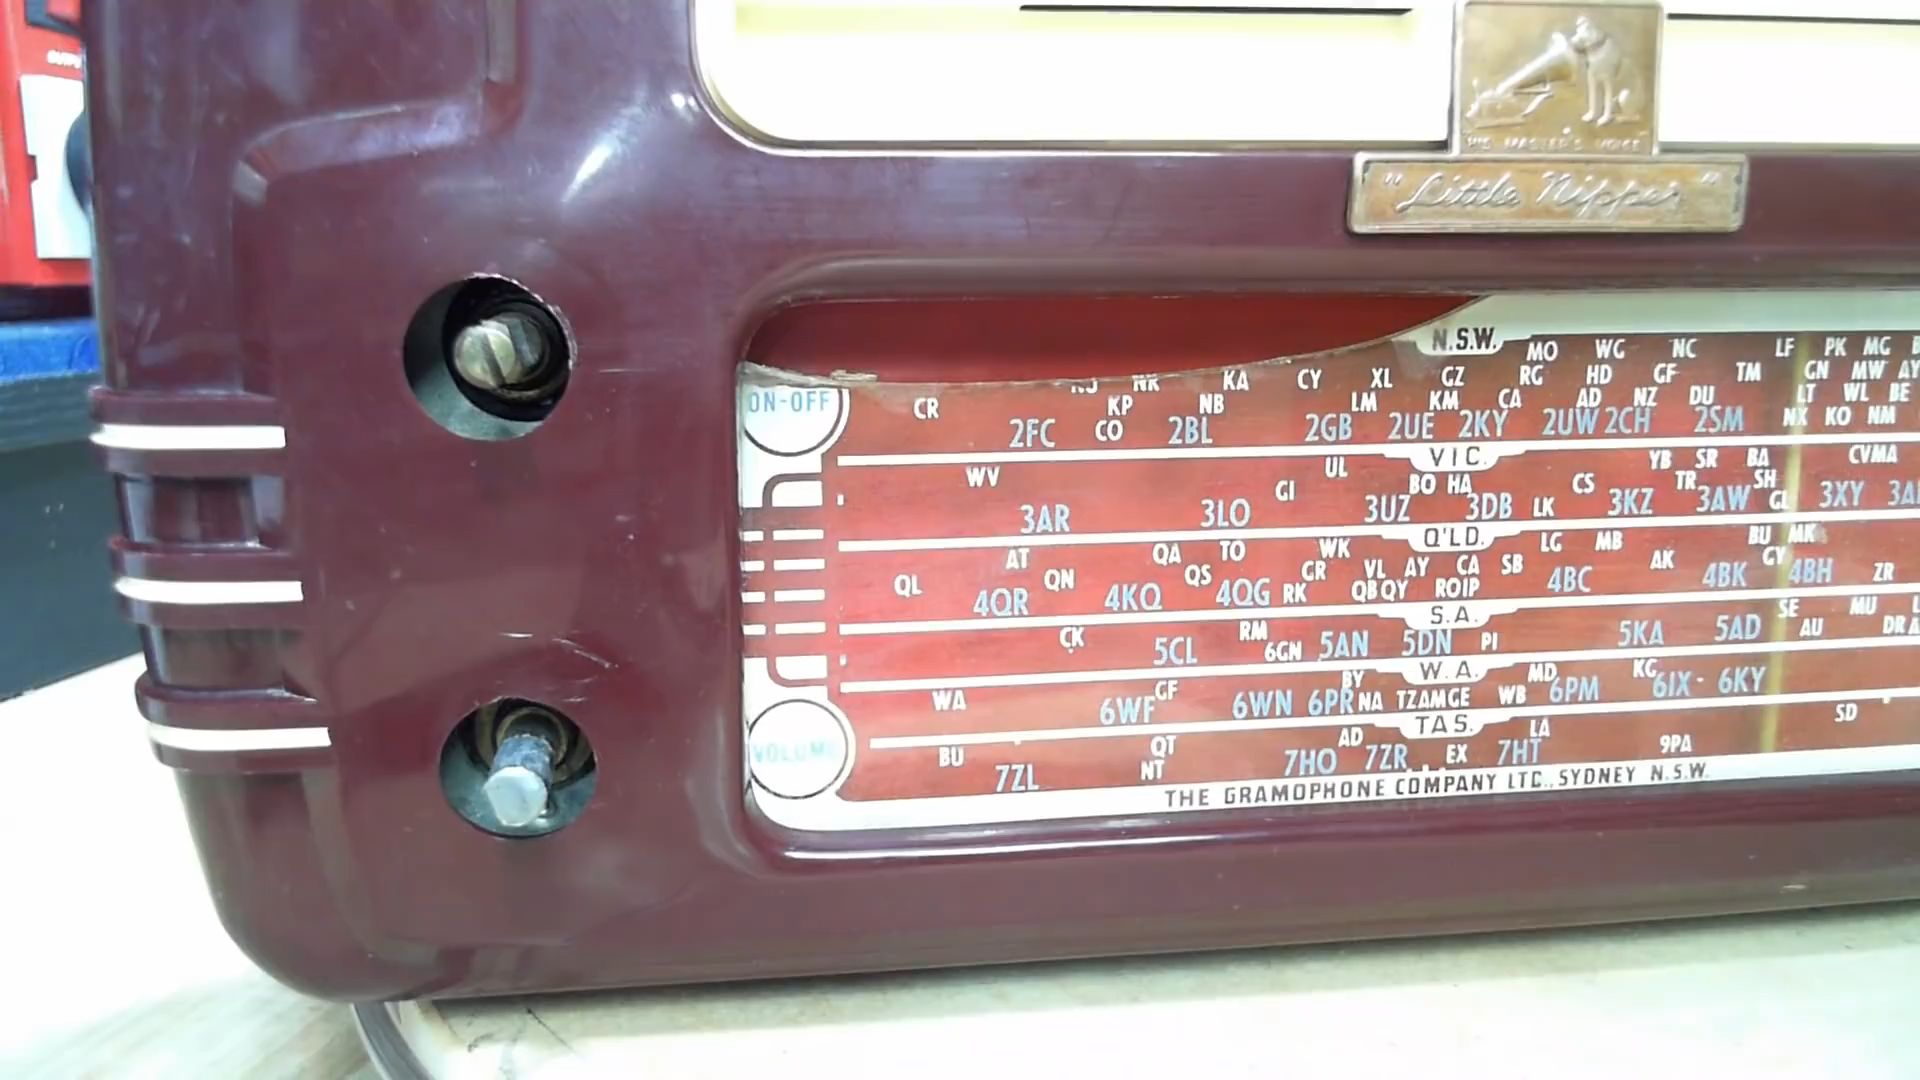 HIS MASTER'S VOICE
"Little Nipper"
N.S.W.
MO WG NC LF PK MG
NK KA CY XL GZ RG HD GF TM GN MW AY
CR KP NB LM KM CA AD NZ DU LT WL BE
2FC CO 2BL 2GB 2UE 2KY 2UW 2CH 2SM NX KO NM
ON-OFF
VIC.
WV UL YB SR BA CVMA
GI BO HA CS TR SH
3AR 3LO 3UZ 3DB LK 3KZ 3AW GL 3XY
Q'LD.
AT QA TO WK LG MB BU MK
QL QN QS GR VL AY CA SB AK GY
4QR 4KQ 4QG RK QB QY ROIP 4BC 4BK 4BH ZR
S.A.
CK RM SE MU
5CL 6GN 5AN 5DN PI 5KA 5AD AU DR
W.A.
WA GF BY MD KG
6WF 6WN 6PR NA TZAMGE WB 6PM 6IX- 6KY
TAS.
BU QT AD LA SD
7ZL NT 7HO 7ZR EX 7HT 9PA
VOLUME
THE GRAMOPHONE COMPANY LTD., SYDNEY N.S.W.